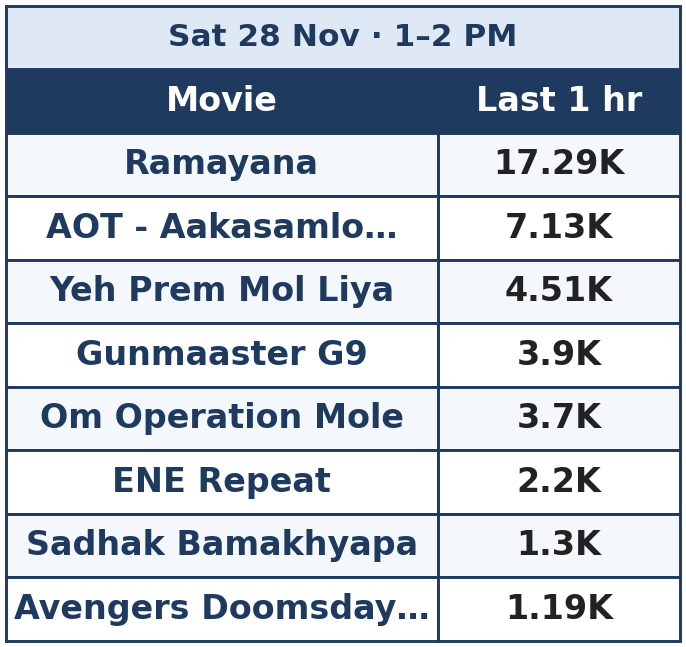 Sat 28 Nov · 1–2 PM
Movie Last 1 hr
Ramayana 17.29K
AOT - Aakasamlo... 7.13K
Yeh Prem Mol Liya 4.51K
Gunmaaster G9 3.9K
Om Operation Mole 3.7K
ENE Repeat 2.2K
Sadhak Bamakhyapa 1.3K
Avengers Doomsday... 1.19K